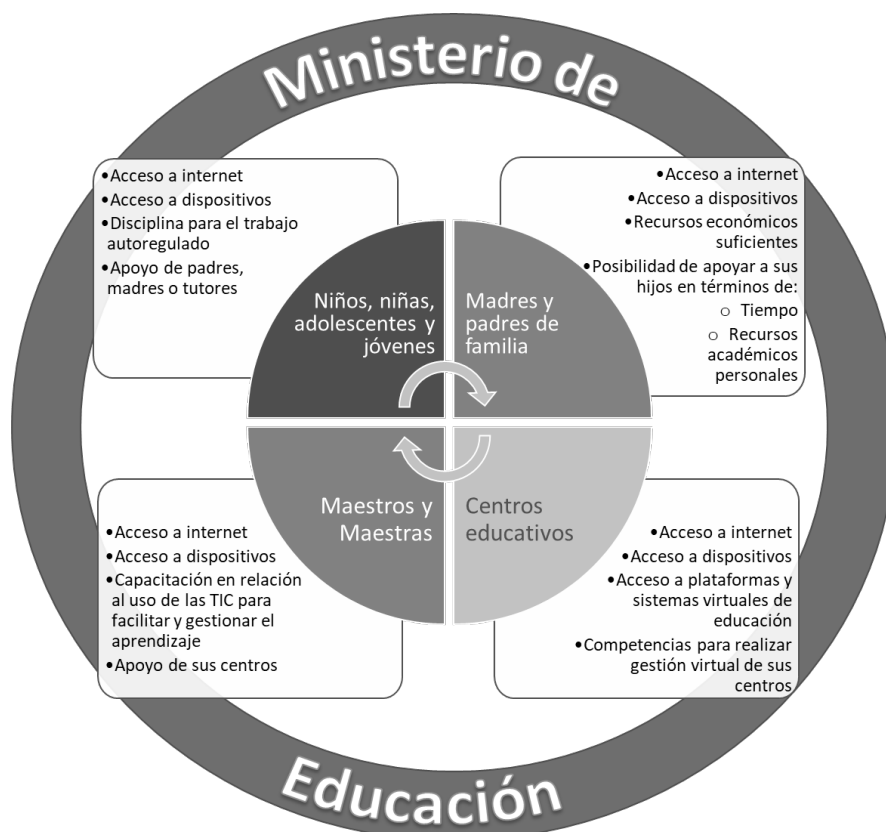 Ministerio de
•Acceso a internet
•Acceso a dispositivos
•Disciplina para el trabajo
autoregulado
•Apoyo de padres,
madres o tutores
•Acceso a internet
•Acceso a dispositivos
•Recursos económicos
suficientes
•Posibilidad de apoyar a sus
hijos en términos de:
o Tiempo
o Recursos
académicos
personales
Niños, niñas,
adolescentes y
jóvenes
Madres y
padres de
familia
Maestros y
Maestras
Centros
educativos
•Acceso a internet
•Acceso a dispositivos
•Capacitación en relación
al uso de las TIC para
facilitar y gestionar el
aprendizaje
•Apoyo de sus centros
•Acceso a internet
•Acceso a dispositivos
•Acceso a plataformas y
sistemas virtuales de
educación
•Competencias para realizar
gestión virtual de sus
centros
Educación